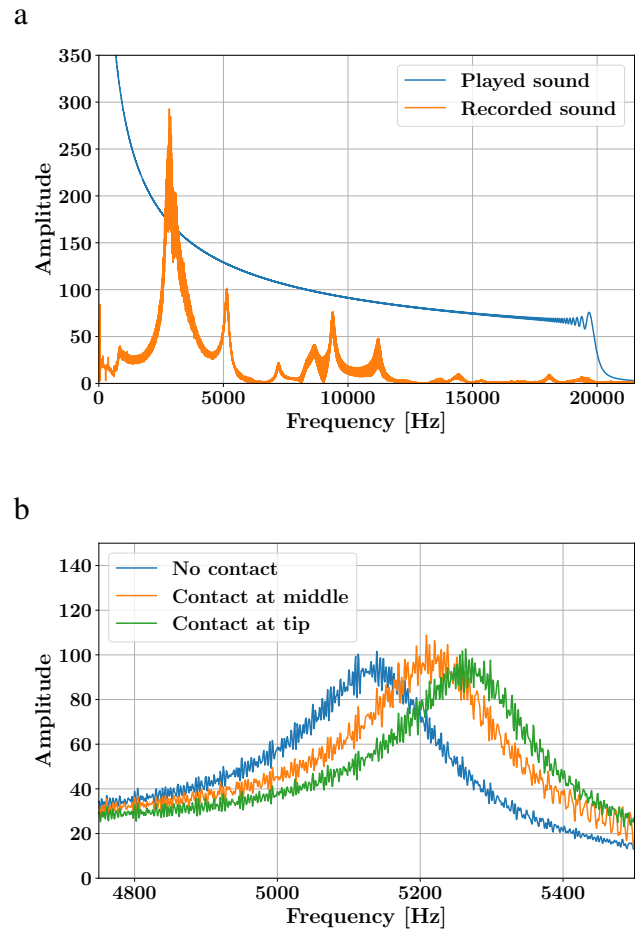 a
350
300
250
200
150
100
50
0
Amplitude
Played sound
Recorded sound
0 5000 10000 15000 20000
Frequency [Hz]
b
140
120
100
80
60
40
20
0
Amplitude
No contact
Contact at middle
Contact at tip
4800 5000 5200 5400
Frequency [Hz]